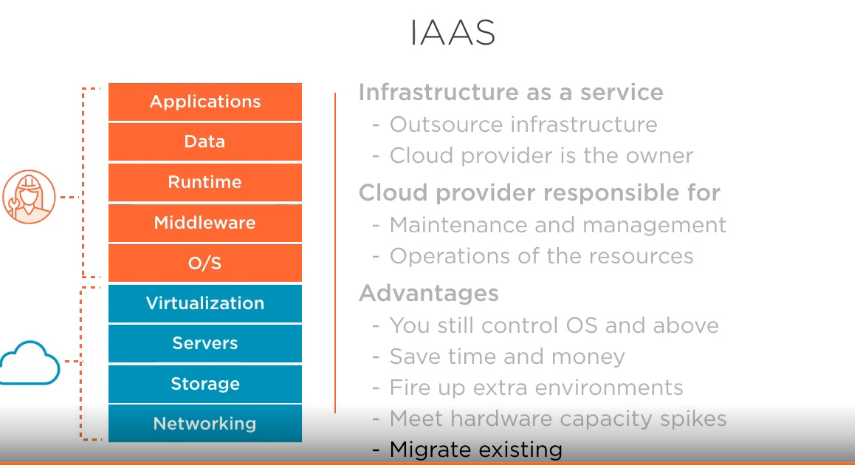 IAAS
Applications
Data
Runtime
Middleware
O/S
Virtualization
Servers
Storage
Networking
Infrastructure as a service
- Outsource infrastructure
- Cloud provider is the owner
Cloud provider responsible for
- Maintenance and management
- Operations of the resources
Advantages
- You still control OS and above
- Save time and money
- Fire up extra environments
- Meet hardware capacity spikes
- Migrate existing